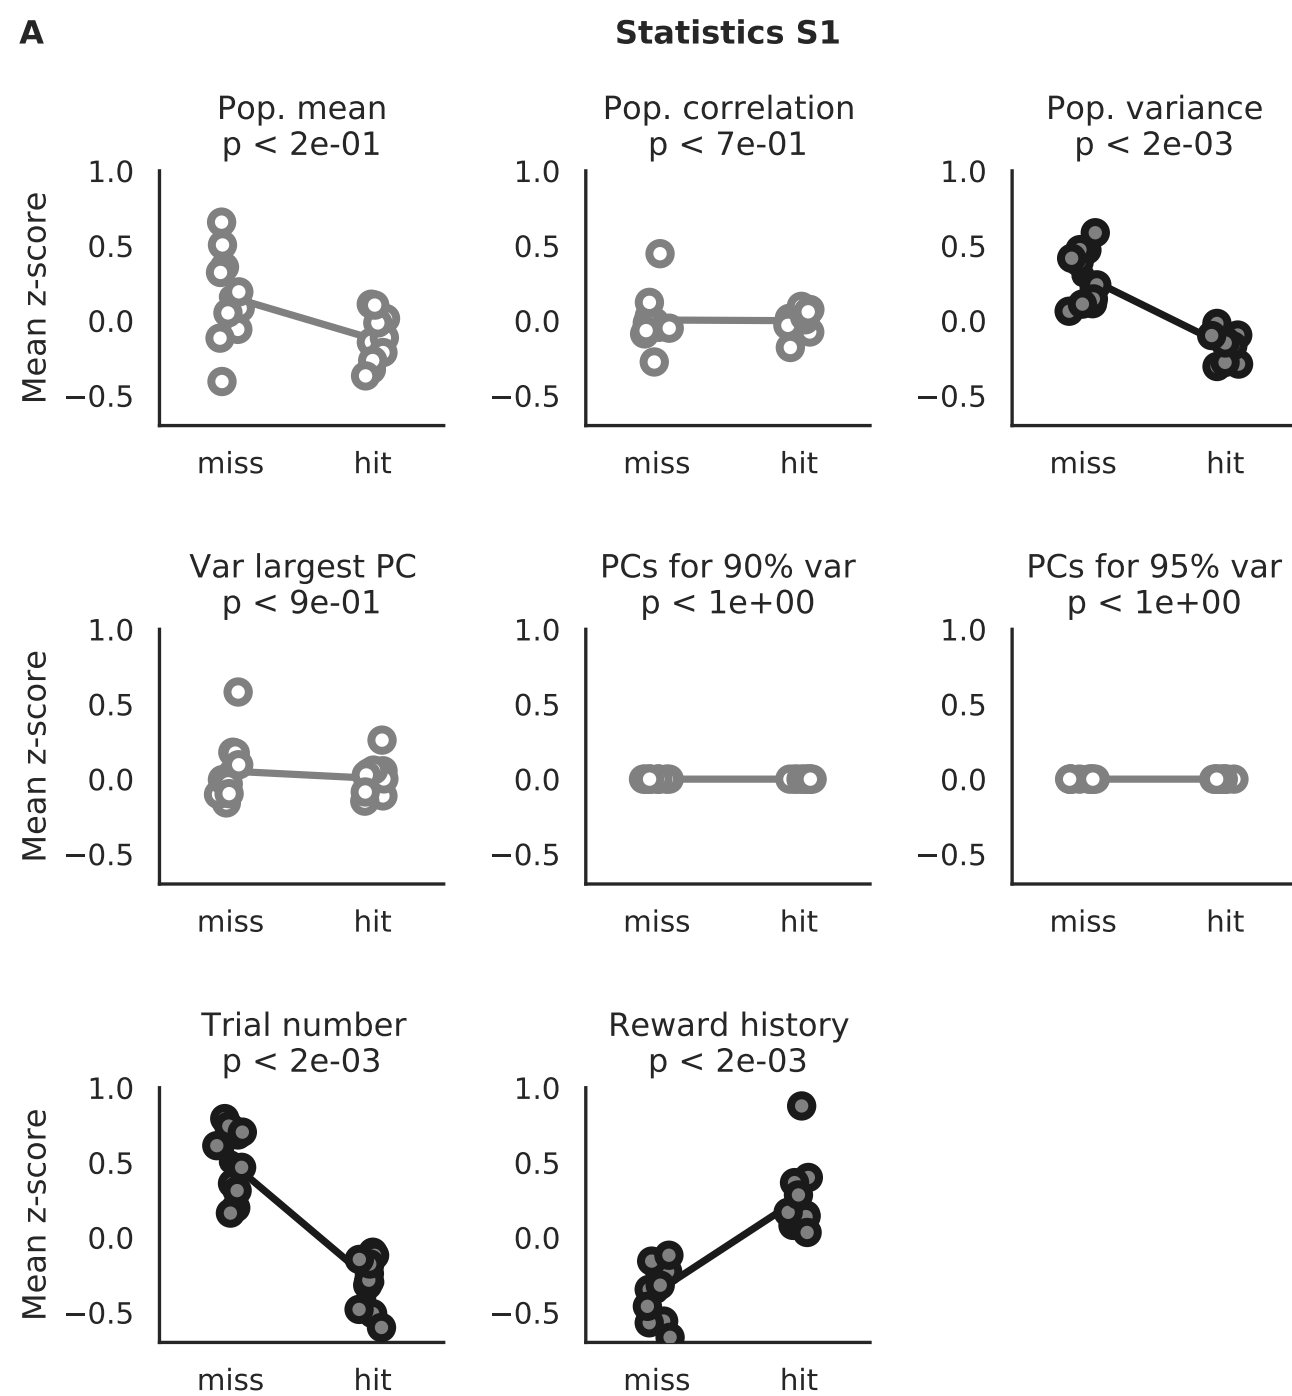 A
Statistics S1
Pop. mean
p < 2e-01
Pop. correlation
p < 7e-01
Pop. variance
p < 2e-03
Mean z-score
1.0
0.5
0.0
−0.5
miss hit
1.0
0.5
0.0
−0.5
miss hit
1.0
0.5
0.0
−0.5
miss hit
Var largest PC
p < 9e-01
PCs for 90% var
p < 1e+00
PCs for 95% var
p < 1e+00
Mean z-score
1.0
0.5
0.0
−0.5
miss hit
1.0
0.5
0.0
−0.5
miss hit
1.0
0.5
0.0
−0.5
miss hit
Trial number
p < 2e-03
Reward history
p < 2e-03
Mean z-score
1.0
0.5
0.0
−0.5
miss hit
1.0
0.5
0.0
−0.5
miss hit